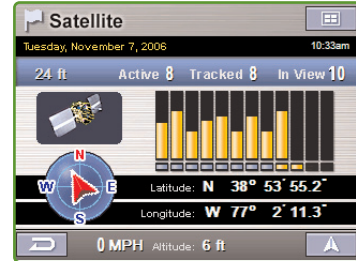 Satellite
Tuesday, November 7, 2006 10:33am
24 ft Active 8 Tracked 8 In View 10
N
W E
S
Latitude: N 38° 53' 55.2"
Longitude: W 77° 2' 11.3"
0 MPH Altitude: 6 ft